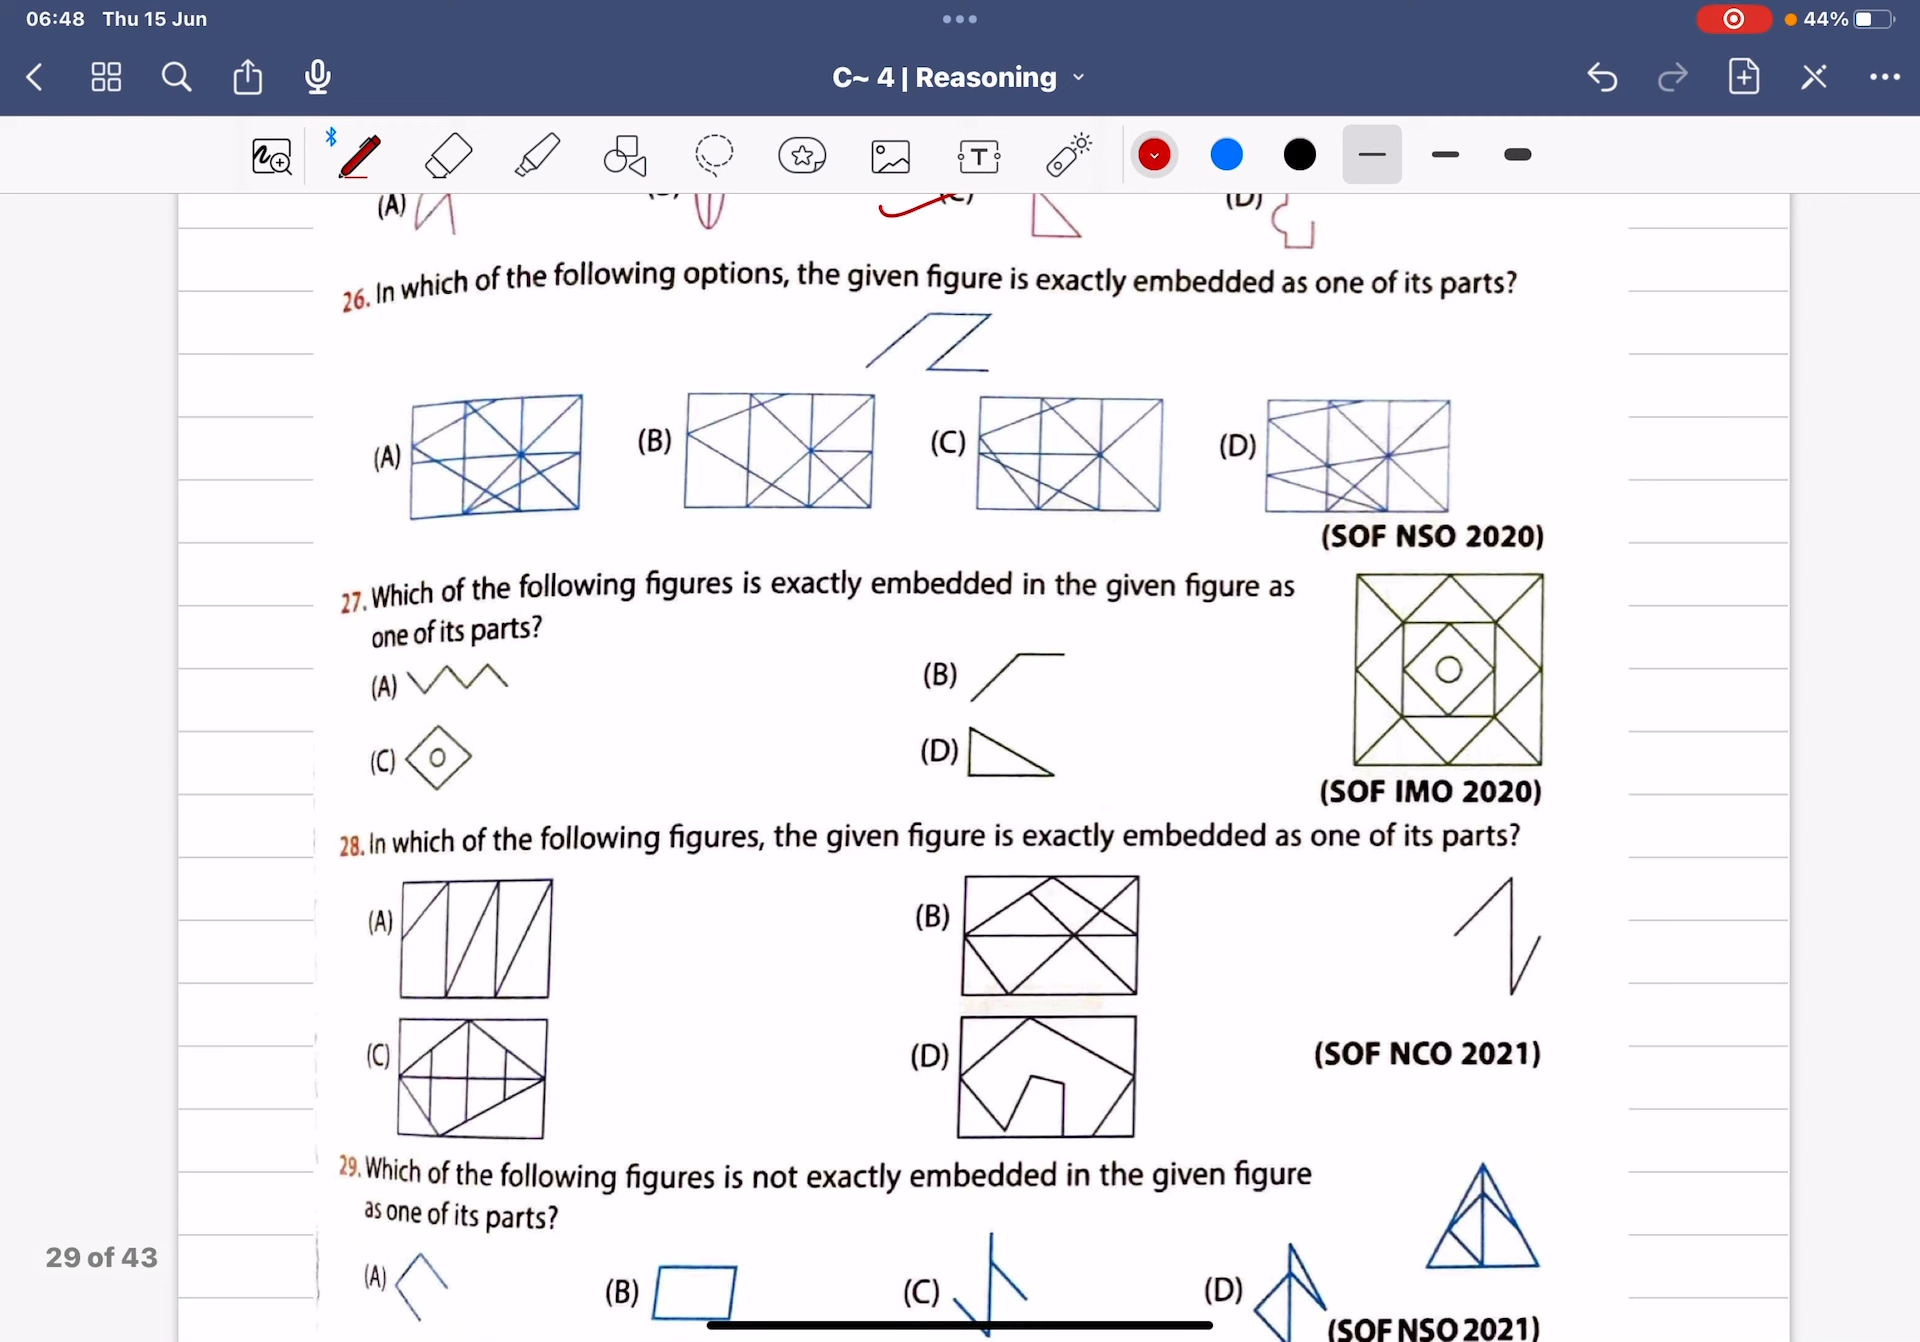 06:48 Thu 15 Jun
44%
C~ 4 | Reasoning
T
(A) (C) (D)
26. In which of the following options, the given figure is exactly embedded as one of its parts?
(A) (B) (C) (D)
(SOF NSO 2020)
27. Which of the following figures is exactly embedded in the given figure as
one of its parts?
(A) (B)
(C) (D)
(SOF IMO 2020)
28. In which of the following figures, the given figure is exactly embedded as one of its parts?
(A) (B)
(C) (D)
(SOF NCO 2021)
29. Which of the following figures is not exactly embedded in the given figure
as one of its parts?
29 of 43
(A) (B) (C) (D)
(SOF NSO 2021)